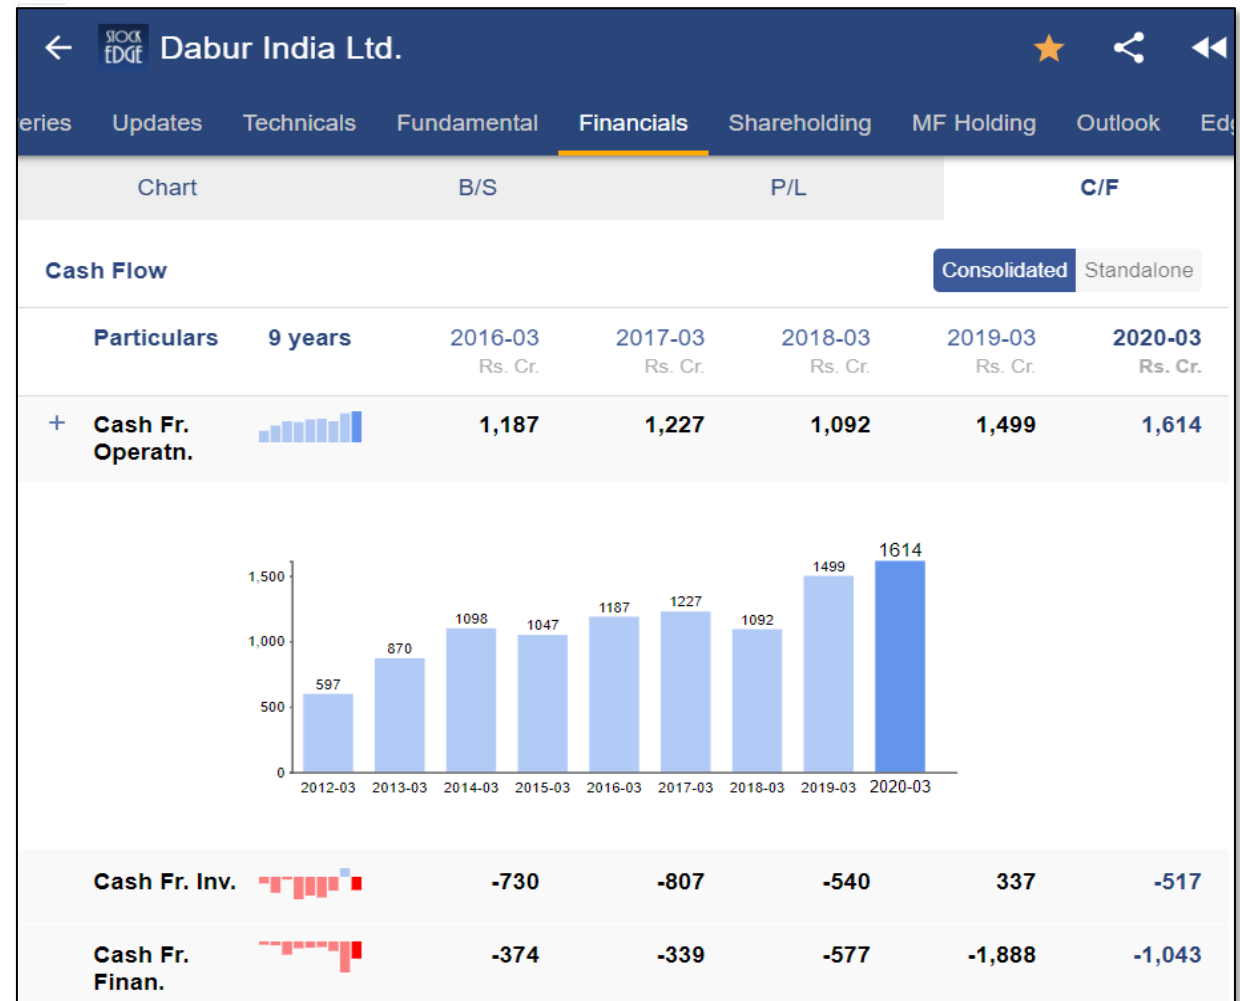 STOCK EDGE Dabur India Ltd.
eries Updates Technicals Fundamental Financials Shareholding MF Holding Outlook
Chart B/S P/L C/F
Cash Flow Consolidated Standalone
Particulars 9 years 2016-03 2017-03 2018-03 2019-03 2020-03
Rs. Cr. Rs. Cr. Rs. Cr. Rs. Cr. Rs. Cr.
+ Cash Fr. 1,187 1,227 1,092 1,499 1,614
Operatn.
1614
1,500 1499
1187 1227
1098 1047 1092
1,000 870
597
500
0
2012-03 2013-03 2014-03 2015-03 2016-03 2017-03 2018-03 2019-03 2020-03
Cash Fr. Inv. -730 -807 -540 337 -517
Cash Fr. -374 -339 -577 -1,888 -1,043
Finan.